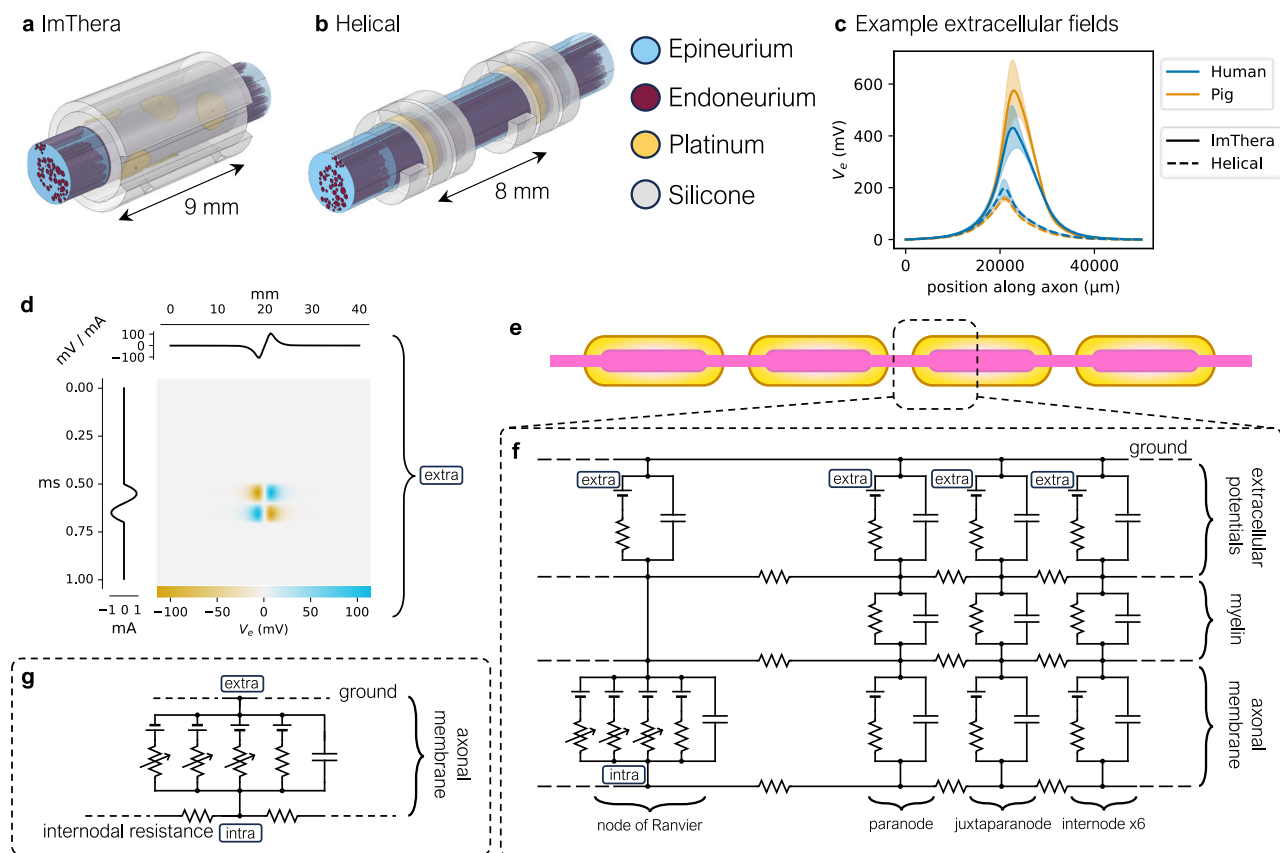 a ImThera
9 mm
b Helical
8 mm
Epineurium
Endoneurium
Platinum
Silicone
c Example extracellular fields
V_e (mV)
600
400
200
0
0 20000 40000
position along axon (µm)
Human
Pig
ImThera
Helical
d
mm
0 10 20 30 40
mV / mA
100
0
−100
0.00
0.25
ms 0.50
0.75
1.00
−1 0 1
mA
−100 −50 0 50 100
V_e (mV)
extra
e
f
ground
extra
extra
extra
extra
extracellular
potentials
myelin
axonal
membrane
intra
node of Ranvier
paranode
juxtaparanode
internode x6
g
extra
ground
axonal
membrane
internodal resistance
intra